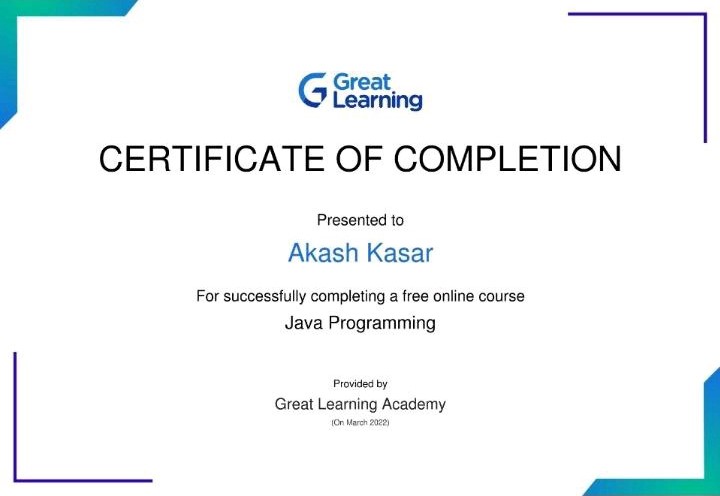 Great
Learning
CERTIFICATE OF COMPLETION
Presented to
Akash Kasar
For successfully completing a free online course
Java Programming
Provided by
Great Learning Academy
(On March 2022)